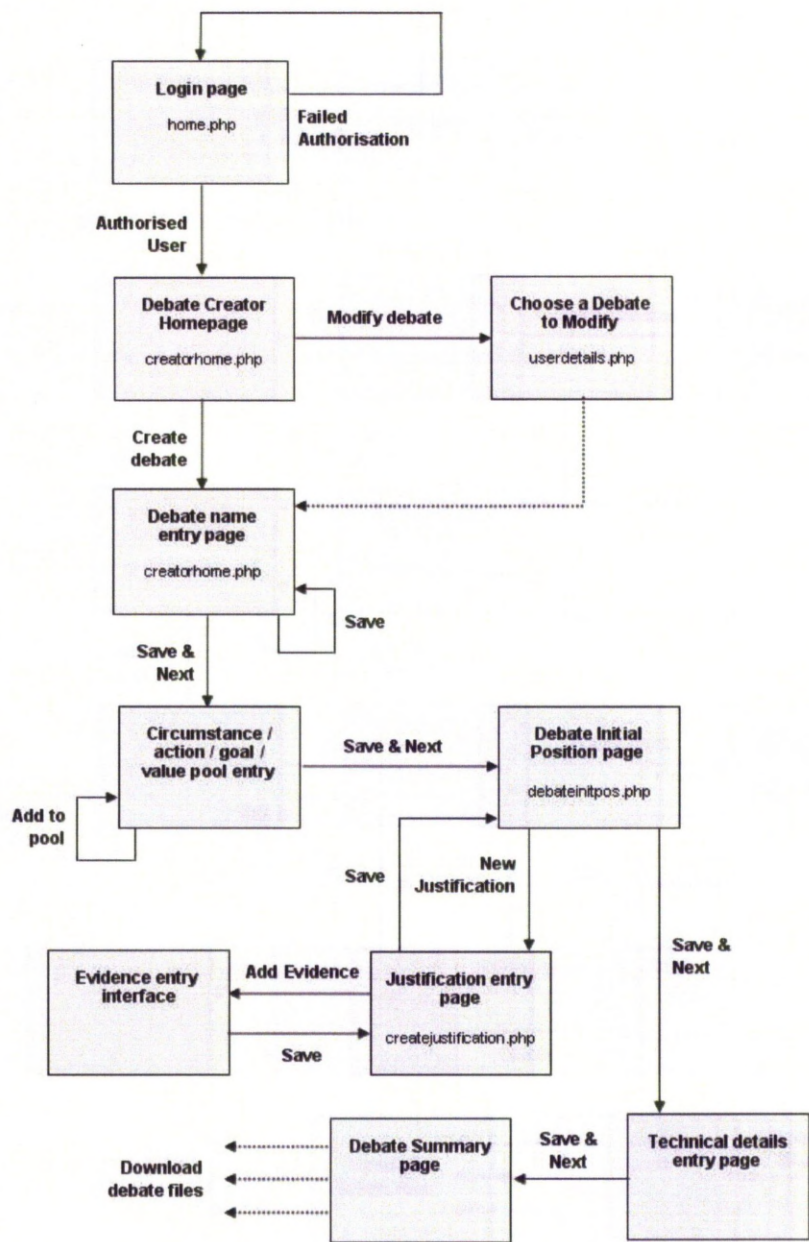 Login page
home.php
Failed
Authorisation
Authorised
User
Debate Creator
Homepage
creatorhome.php
Modify debate
Choose a Debate
to Modify
userdetails.php
Create
debate
Debate name
entry page
creatorhome.php
Save
Save &
Next
Circumstance /
action / goal /
value pool entry
Save & Next
Debate Initial
Position page
debateinitpos.php
Add to
pool
Save
New
Justification
Save &
Next
Evidence entry
interface
Add Evidence
Save
Justification entry
page
createjustification.php
Download
debate files
Debate Summary
page
Save &
Next
Technical details
entry page